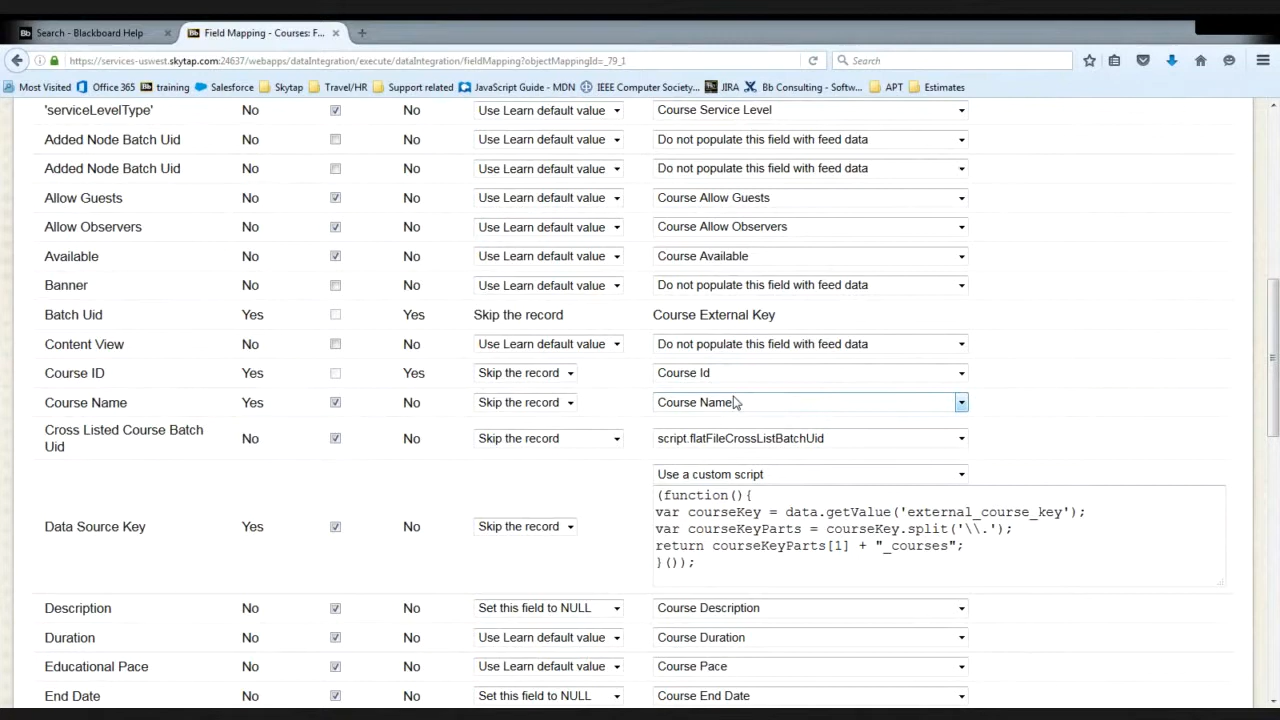 Search - Blackboard Help
Field Mapping - Courses: F...
https://services-uswest.skytap.com:24637/webapps/dataIntegration/execute/dataIntegration/fieldMapping?objectMappingId=_79_1
Search
Most Visited Office 365 training Salesforce Skytap Travel/HR Support related JavaScript Guide - MDN IEEE Computer Society... JIRA Bb Consulting - Softw... APT Estimates
'serviceLevelType' No No Use Learn default value Course Service Level
Added Node Batch Uid No No Use Learn default value Do not populate this field with feed data
Added Node Batch Uid No No Use Learn default value Do not populate this field with feed data
Allow Guests No No Use Learn default value Course Allow Guests
Allow Observers No No Use Learn default value Course Allow Observers
Available No No Use Learn default value Course Available
Banner No No Use Learn default value Do not populate this field with feed data
Batch Uid Yes Yes Skip the record Course External Key
Content View No No Use Learn default value Do not populate this field with feed data
Course ID Yes Yes Skip the record Course Id
Course Name Yes No Skip the record Course Name
Cross Listed Course Batch
Uid No No Skip the record script.flatFileCrossListBatchUid
Use a custom script
Data Source Key Yes No Skip the record
(function(){
var courseKey = data.getValue('external_course_key');
var courseKeyParts = courseKey.split('\\.');
return courseKeyParts[1] + "_courses";
}());
Description No No Set this field to NULL Course Description
Duration No No Use Learn default value Course Duration
Educational Pace No No Use Learn default value Course Pace
End Date No No Set this field to NULL Course End Date